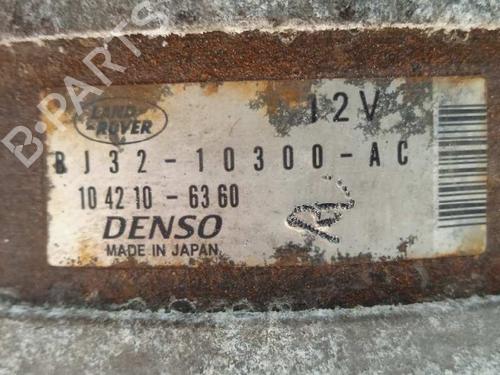 B-PARTS
LAND-
-ROVER
12V
BJ32-10300-AC
104210-6360
DENSO
MADE IN JAPAN